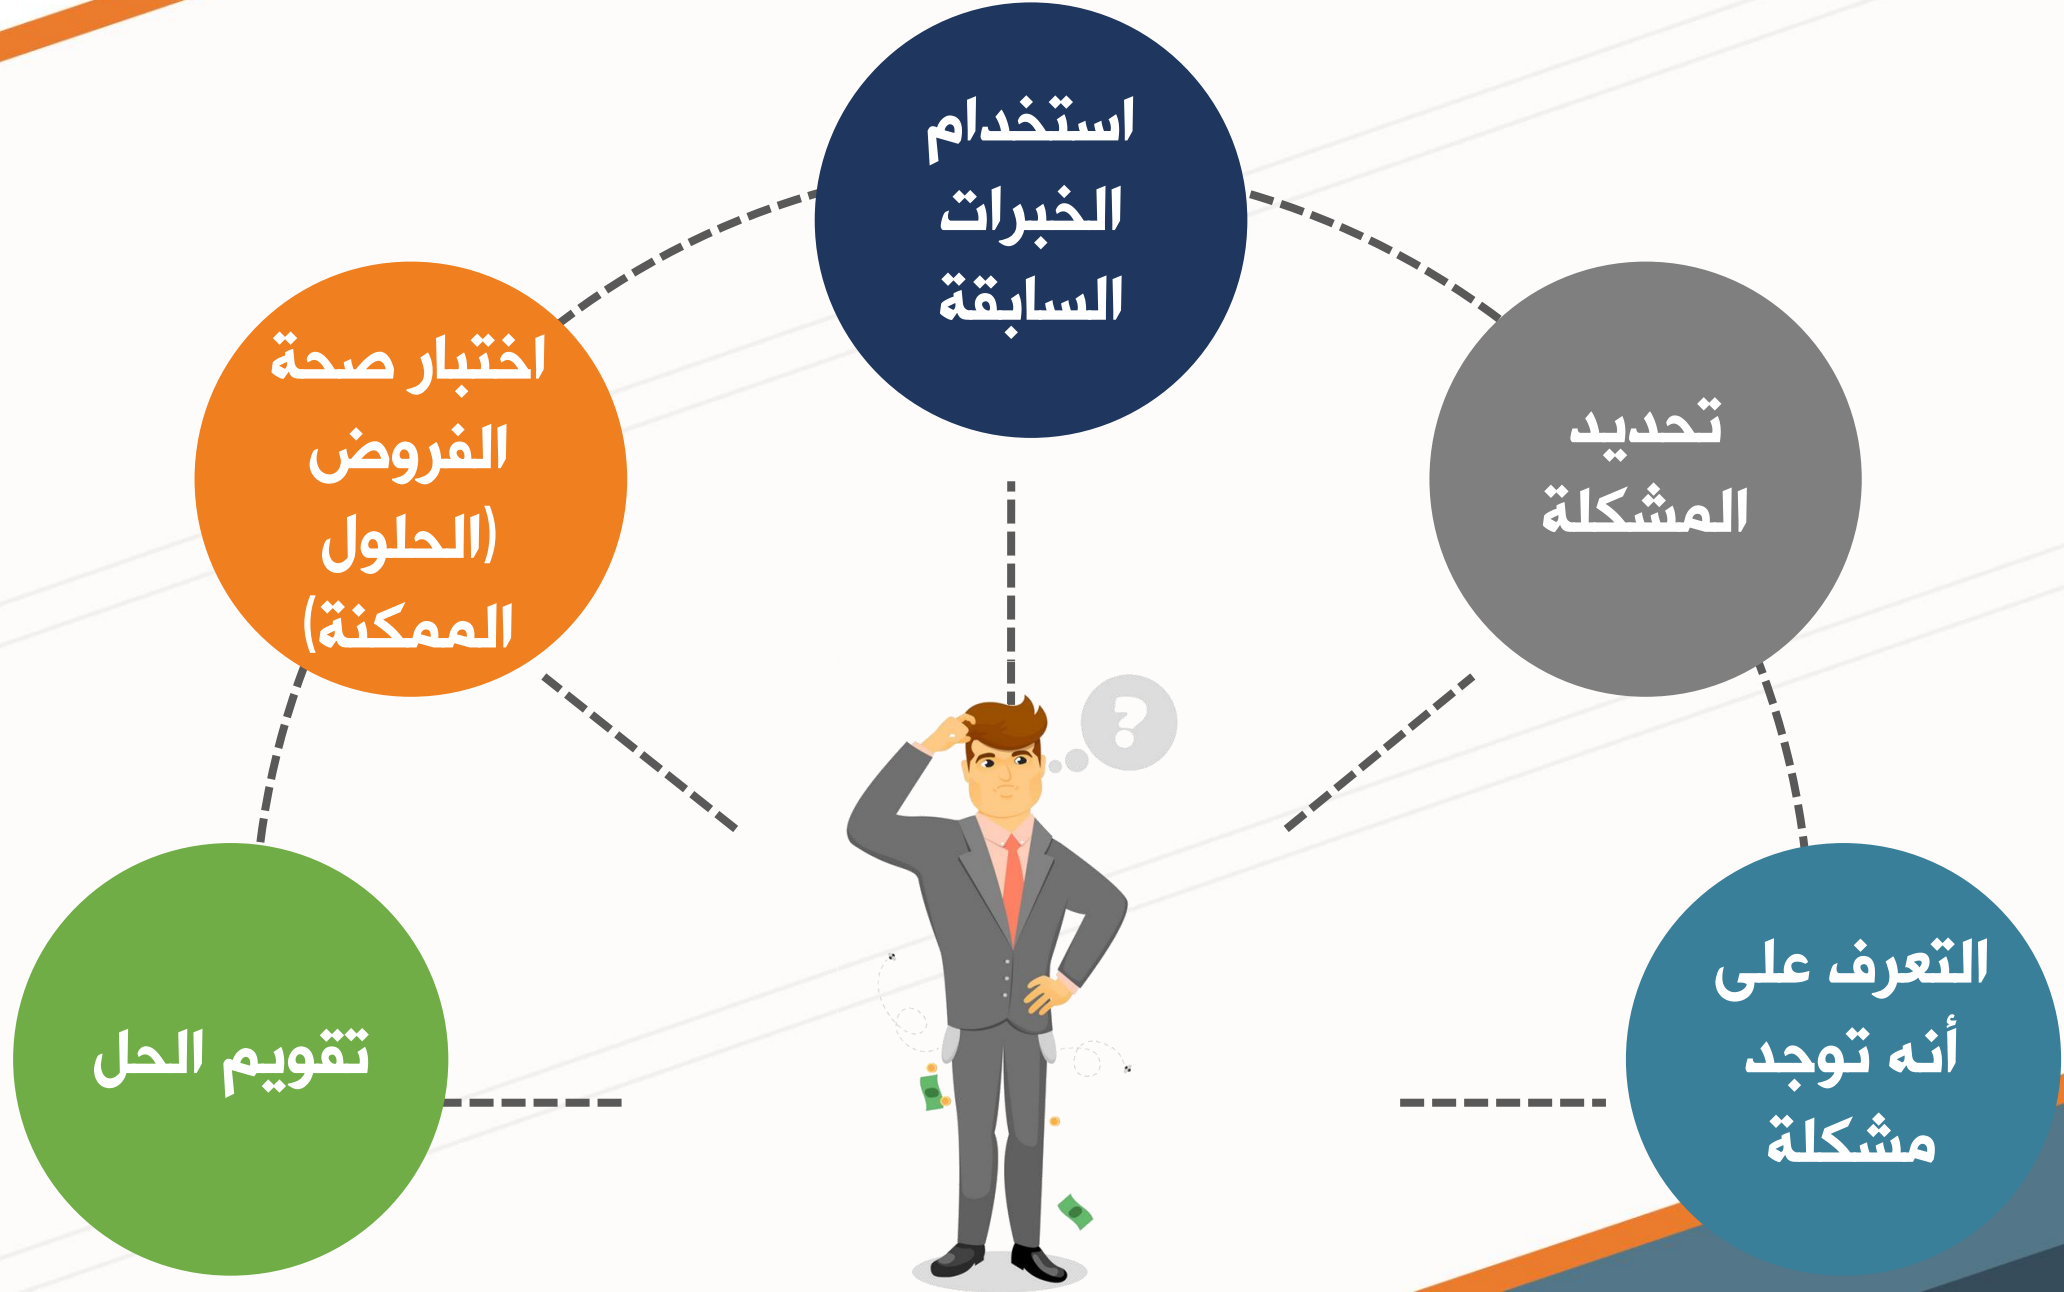 استخدام
الخبرات
السابقة
تحديد
المشكلة
اختبار صحة
الفروض
(الحلول
الممكنة)
التعرف على
أنه توجد
مشكلة
تقويم الحل
?